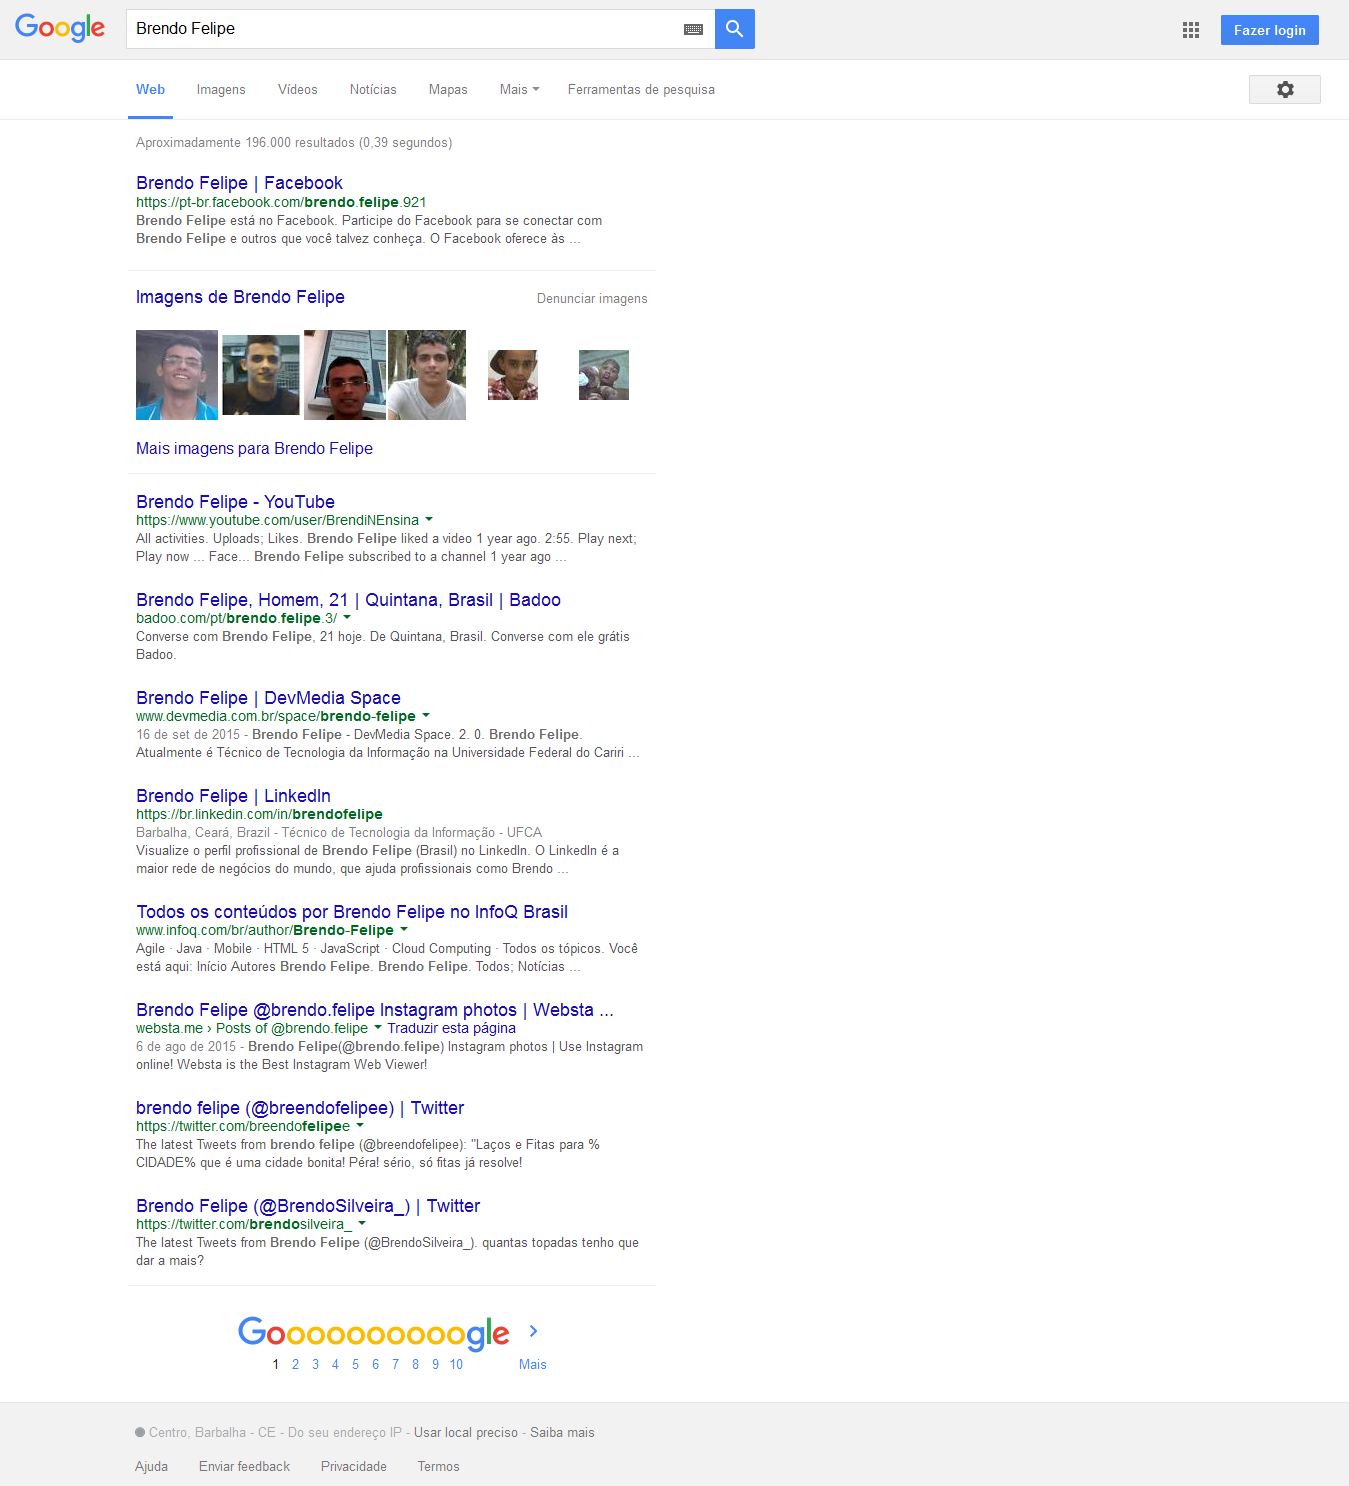 Google
Brendo Felipe
Fazer login
Web Imagens Vídeos Notícias Mapas Mais Ferramentas de pesquisa
Aproximadamente 196.000 resultados (0,39 segundos)
Brendo Felipe | Facebook
https://pt-br.facebook.com/brendo.felipe.921
Brendo Felipe está no Facebook. Participe do Facebook para se conectar com
Brendo Felipe e outros que você talvez conheça. O Facebook oferece às ...
Imagens de Brendo Felipe Denunciar imagens
Mais imagens para Brendo Felipe
Brendo Felipe - YouTube
https://www.youtube.com/user/BrendiNEnsina
All activities. Uploads; Likes. Brendo Felipe liked a video 1 year ago. 2:55. Play next;
Play now ... Face... Brendo Felipe subscribed to a channel 1 year ago ...
Brendo Felipe, Homem, 21 | Quintana, Brasil | Badoo
badoo.com/pt/brendo.felipe.3/
Converse com Brendo Felipe, 21 hoje. De Quintana, Brasil. Converse com ele grátis
Badoo.
Brendo Felipe | DevMedia Space
www.devmedia.com.br/space/brendo-felipe
16 de set de 2015 - Brendo Felipe - DevMedia Space. 2. 0. Brendo Felipe.
Atualmente é Técnico de Tecnologia da Informação na Universidade Federal do Cariri ...
Brendo Felipe | LinkedIn
https://br.linkedin.com/in/brendofelipe
Barbalha, Ceará, Brazil - Técnico de Tecnologia da Informação - UFCA
Visualize o perfil profissional de Brendo Felipe (Brasil) no LinkedIn. O LinkedIn é a
maior rede de negócios do mundo, que ajuda profissionais como Brendo ...
Todos os conteúdos por Brendo Felipe no InfoQ Brasil
www.infoq.com/br/author/Brendo-Felipe
Agile · Java · Mobile · HTML 5 · JavaScript · Cloud Computing · Todos os tópicos. Você
está aqui: Início Autores Brendo Felipe. Brendo Felipe. Todos; Notícias ...
Brendo Felipe @brendo.felipe Instagram photos | Websta ...
websta.me › Posts of @brendo.felipe Traduzir esta página
6 de ago de 2015 - Brendo Felipe(@brendo.felipe) Instagram photos | Use Instagram
online! Websta is the Best Instagram Web Viewer!
brendo felipe (@breendofelipee) | Twitter
https://twitter.com/breendofelipee
The latest Tweets from brendo felipe (@breendofelipee): "Laços e Fitas para %
CIDADE% que é uma cidade bonita! Péra! sério, só fitas já resolve!
Brendo Felipe (@BrendoSilveira_) | Twitter
https://twitter.com/brendosilveira_
The latest Tweets from Brendo Felipe (@BrendoSilveira_). quantas topadas tenho que
dar a mais?
Goooooooooogle
1 2 3 4 5 6 7 8 9 10 Mais
Centro, Barbalha - CE - Do seu endereço IP - Usar local preciso - Saiba mais
Ajuda Enviar feedback Privacidade Termos